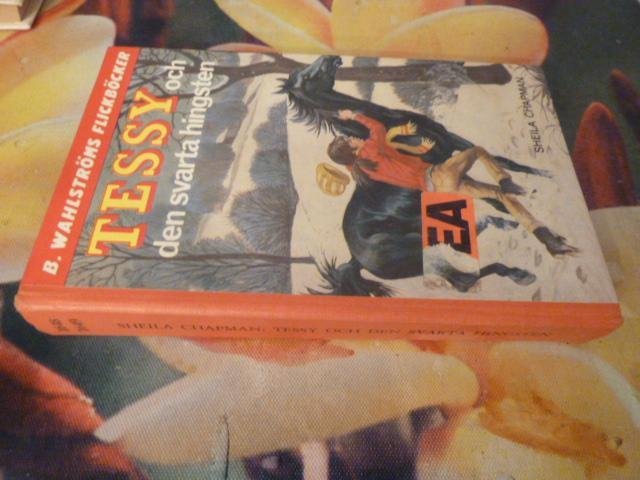 B. WAHLSTRÖMS FLICKBÖCKER
TESSY och
den svarta hingsten
SHEILA CHAPMAN
EA
SHEILA CHAPMAN: TESSY OCH DEN SVARTA HINGSTEN